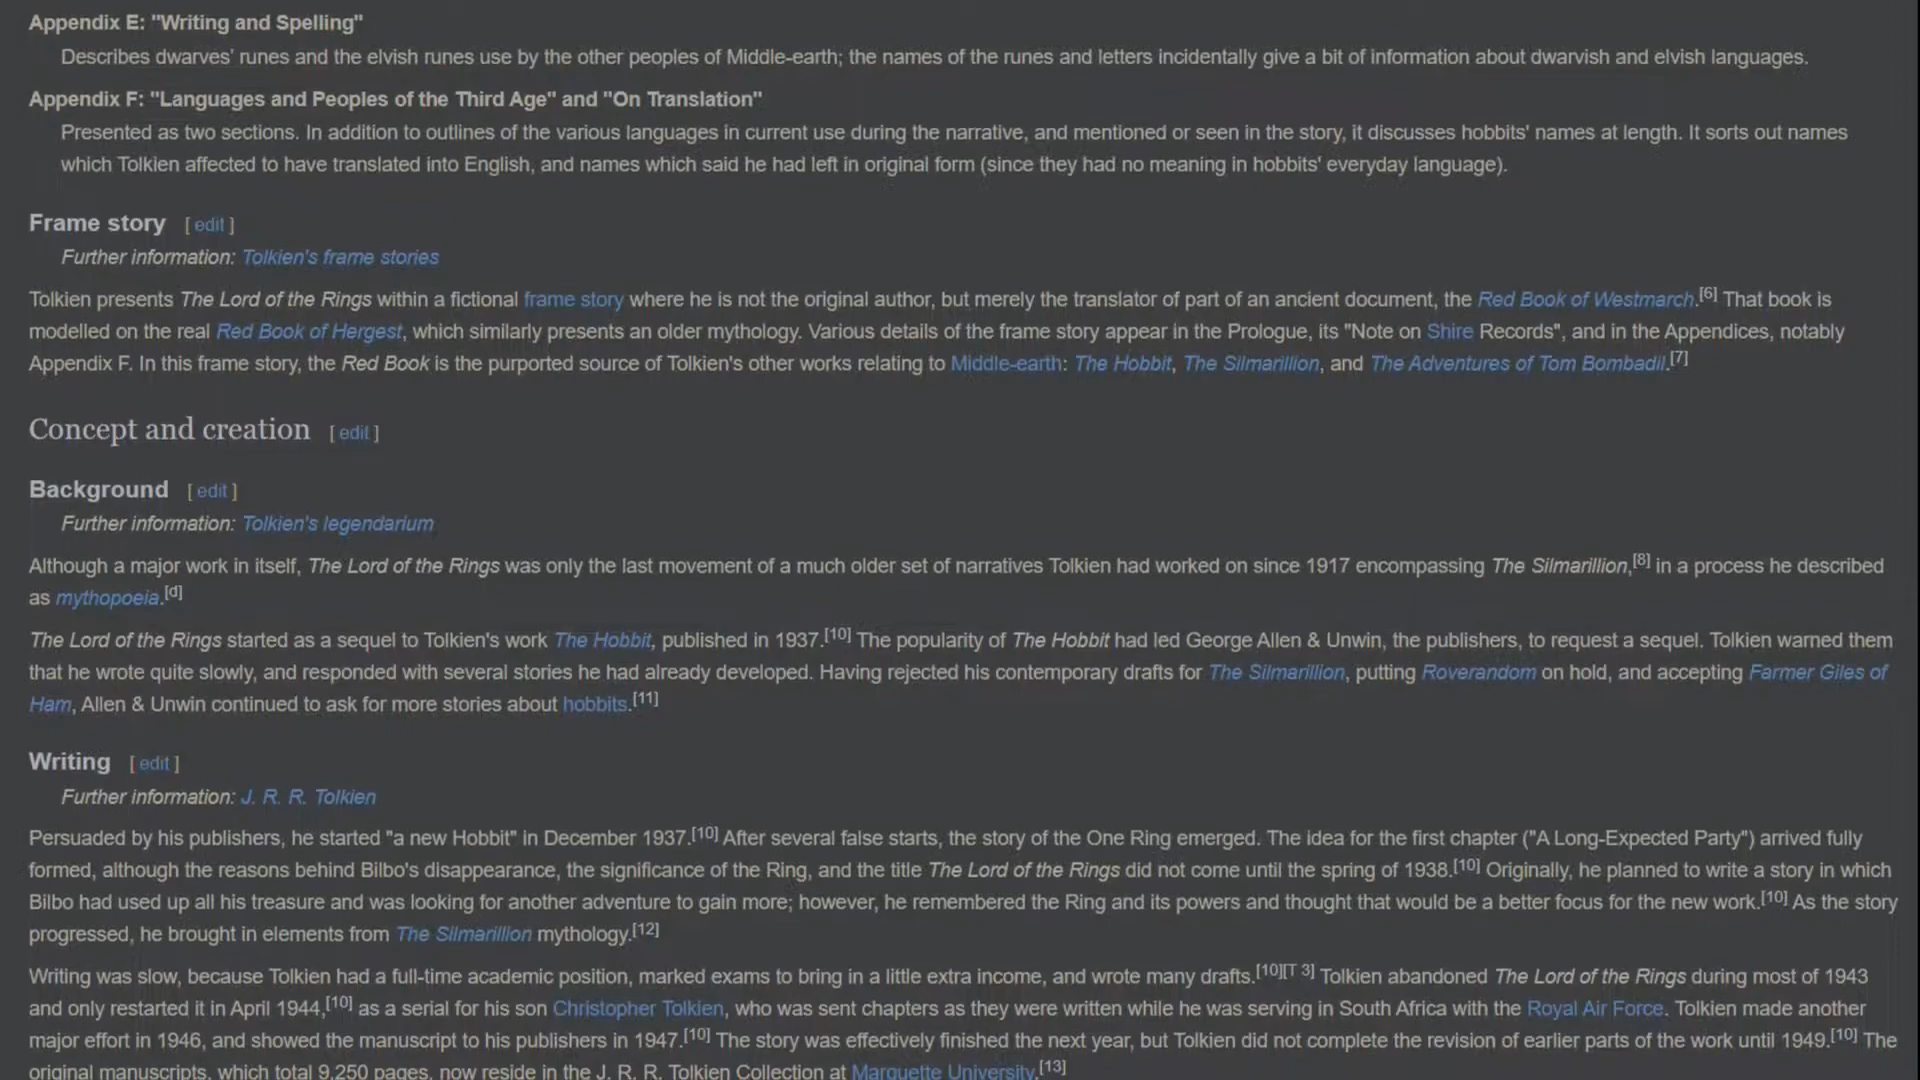 Appendix E: "Writing and Spelling"
Describes dwarves' runes and the elvish runes use by the other peoples of Middle-earth; the names of the runes and letters incidentally give a bit of information about dwarvish and elvish languages.
Appendix F: "Languages and Peoples of the Third Age" and "On Translation"
Presented as two sections. In addition to outlines of the various languages in current use during the narrative, and mentioned or seen in the story, it discusses hobbits' names at length. It sorts out names
which Tolkien affected to have translated into English, and names which said he had left in original form (since they had no meaning in hobbits' everyday language).
Frame story [ edit ]
Further information: Tolkien's frame stories
Tolkien presents The Lord of the Rings within a fictional frame story where he is not the original author, but merely the translator of part of an ancient document, the Red Book of Westmarch.[6] That book is
modelled on the real Red Book of Hergest, which similarly presents an older mythology. Various details of the frame story appear in the Prologue, its "Note on Shire Records", and in the Appendices, notably
Appendix F. In this frame story, the Red Book is the purported source of Tolkien's other works relating to Middle-earth: The Hobbit, The Silmarillion, and The Adventures of Tom Bombadil.[7]
Concept and creation [ edit ]
Background [ edit ]
Further information: Tolkien's legendarium
Although a major work in itself, The Lord of the Rings was only the last movement of a much older set of narratives Tolkien had worked on since 1917 encompassing The Silmarillion,[8] in a process he described
as mythopoeia.[d]
The Lord of the Rings started as a sequel to Tolkien's work The Hobbit, published in 1937.[10] The popularity of The Hobbit had led George Allen & Unwin, the publishers, to request a sequel. Tolkien warned them
that he wrote quite slowly, and responded with several stories he had already developed. Having rejected his contemporary drafts for The Silmarillion, putting Roverandom on hold, and accepting Farmer Giles of
Ham, Allen & Unwin continued to ask for more stories about hobbits.[11]
Writing [ edit ]
Further information: J. R. R. Tolkien
Persuaded by his publishers, he started "a new Hobbit" in December 1937.[10] After several false starts, the story of the One Ring emerged. The idea for the first chapter ("A Long-Expected Party") arrived fully
formed, although the reasons behind Bilbo's disappearance, the significance of the Ring, and the title The Lord of the Rings did not come until the spring of 1938.[10] Originally, he planned to write a story in which
Bilbo had used up all his treasure and was looking for another adventure to gain more; however, he remembered the Ring and its powers and thought that would be a better focus for the new work.[10] As the story
progressed, he brought in elements from The Silmarillion mythology.[12]
Writing was slow, because Tolkien had a full-time academic position, marked exams to bring in a little extra income, and wrote many drafts.[10][T 3] Tolkien abandoned The Lord of the Rings during most of 1943
and only restarted it in April 1944,[10] as a serial for his son Christopher Tolkien, who was sent chapters as they were written while he was serving in South Africa with the Royal Air Force. Tolkien made another
major effort in 1946, and showed the manuscript to his publishers in 1947.[10] The story was effectively finished the next year, but Tolkien did not complete the revision of earlier parts of the work until 1949.[10] The
original manuscripts, which total 9,250 pages, now reside in the J. R. R. Tolkien Collection at Marquette University.[13]